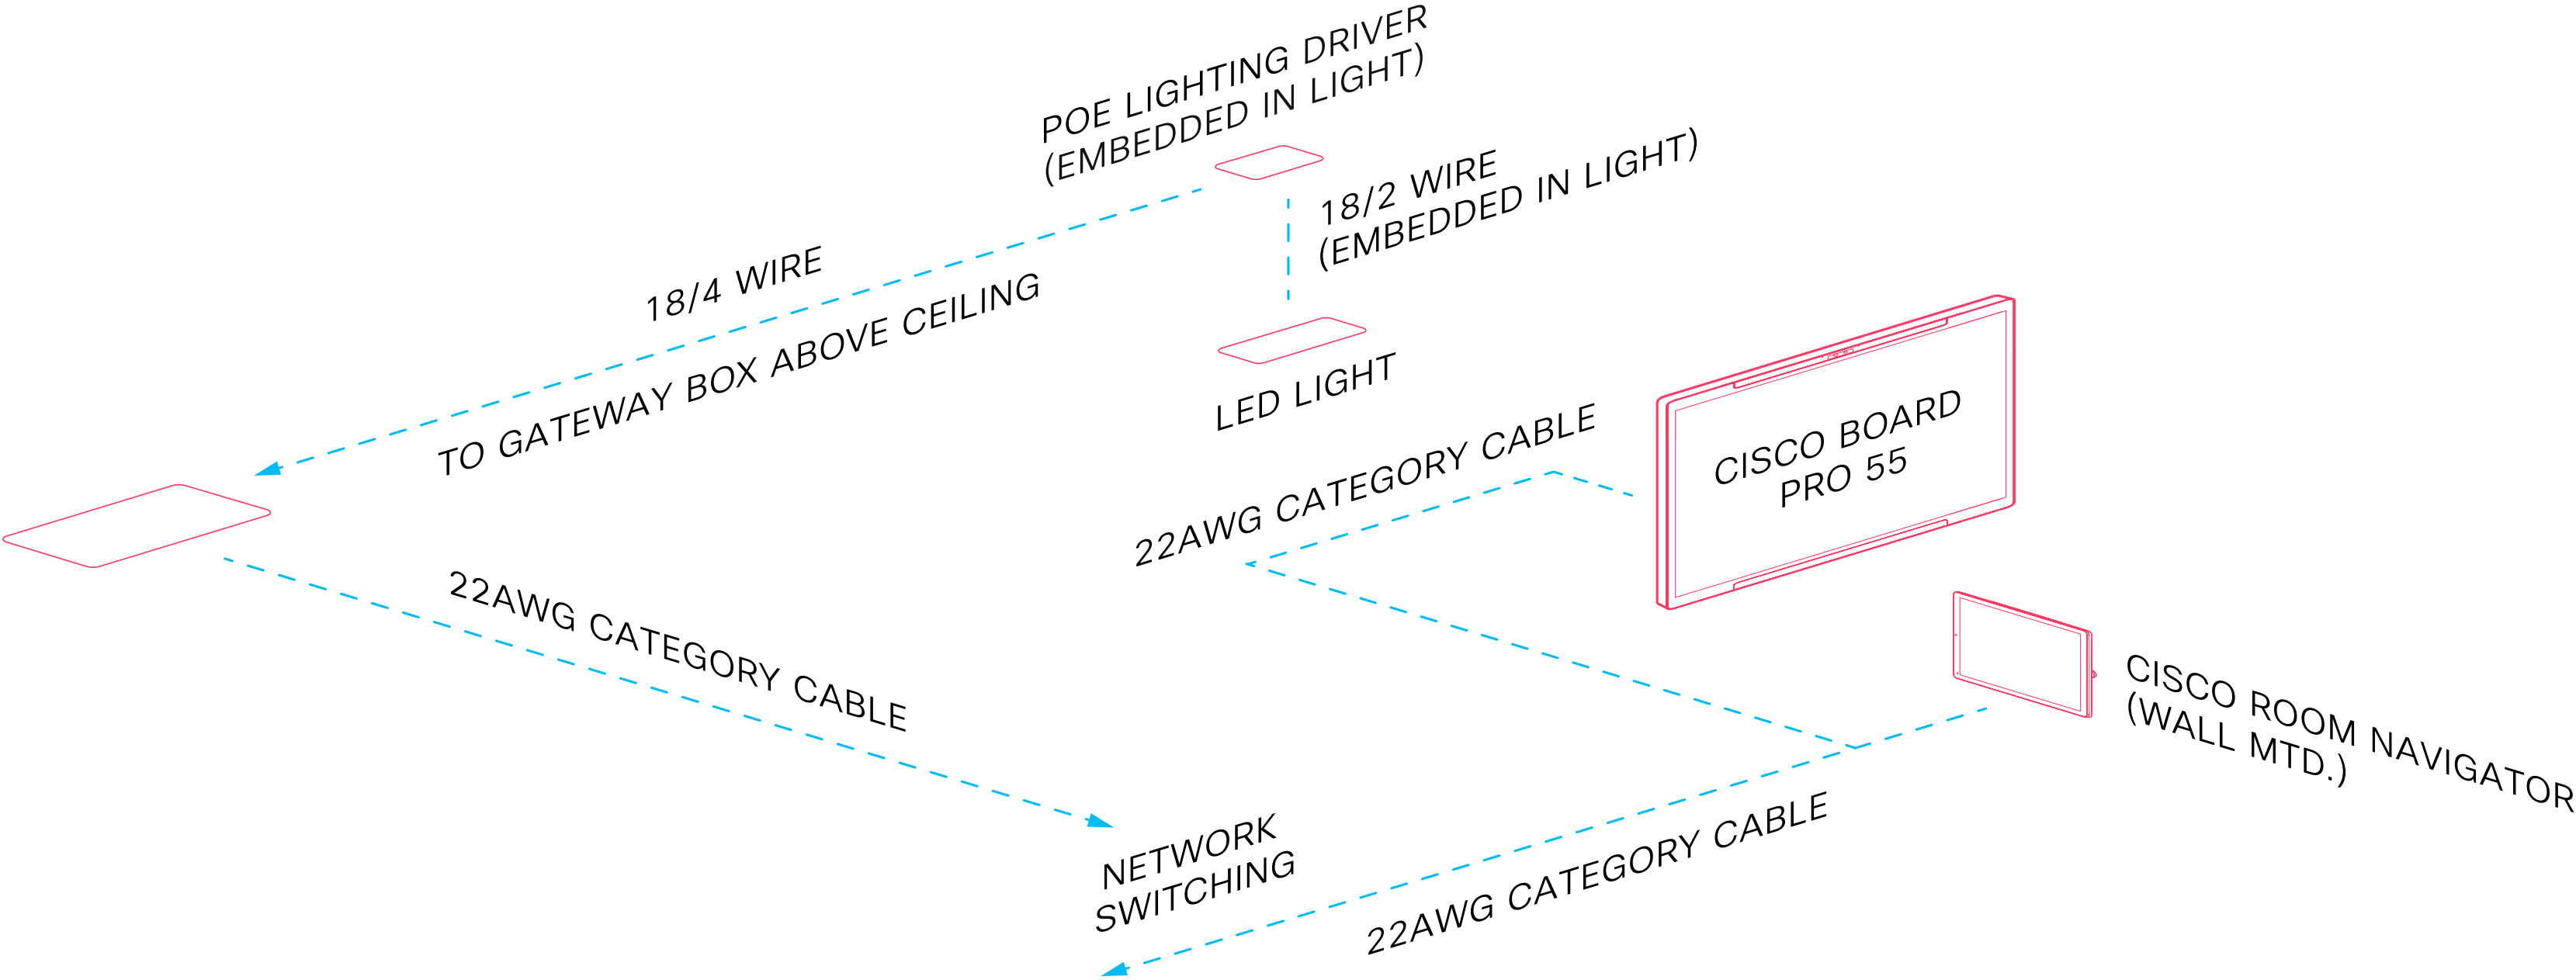 POE LIGHTING DRIVER
(EMBEDDED IN LIGHT)
18/2 WIRE
(EMBEDDED IN LIGHT)
18/4 WIRE
TO GATEWAY BOX ABOVE CEILING
LED LIGHT
CISCO BOARD
PRO 55
22AWG CATEGORY CABLE
22AWG CATEGORY CABLE
CISCO ROOM NAVIGATOR
(WALL MTD.)
NETWORK
SWITCHING
22AWG CATEGORY CABLE